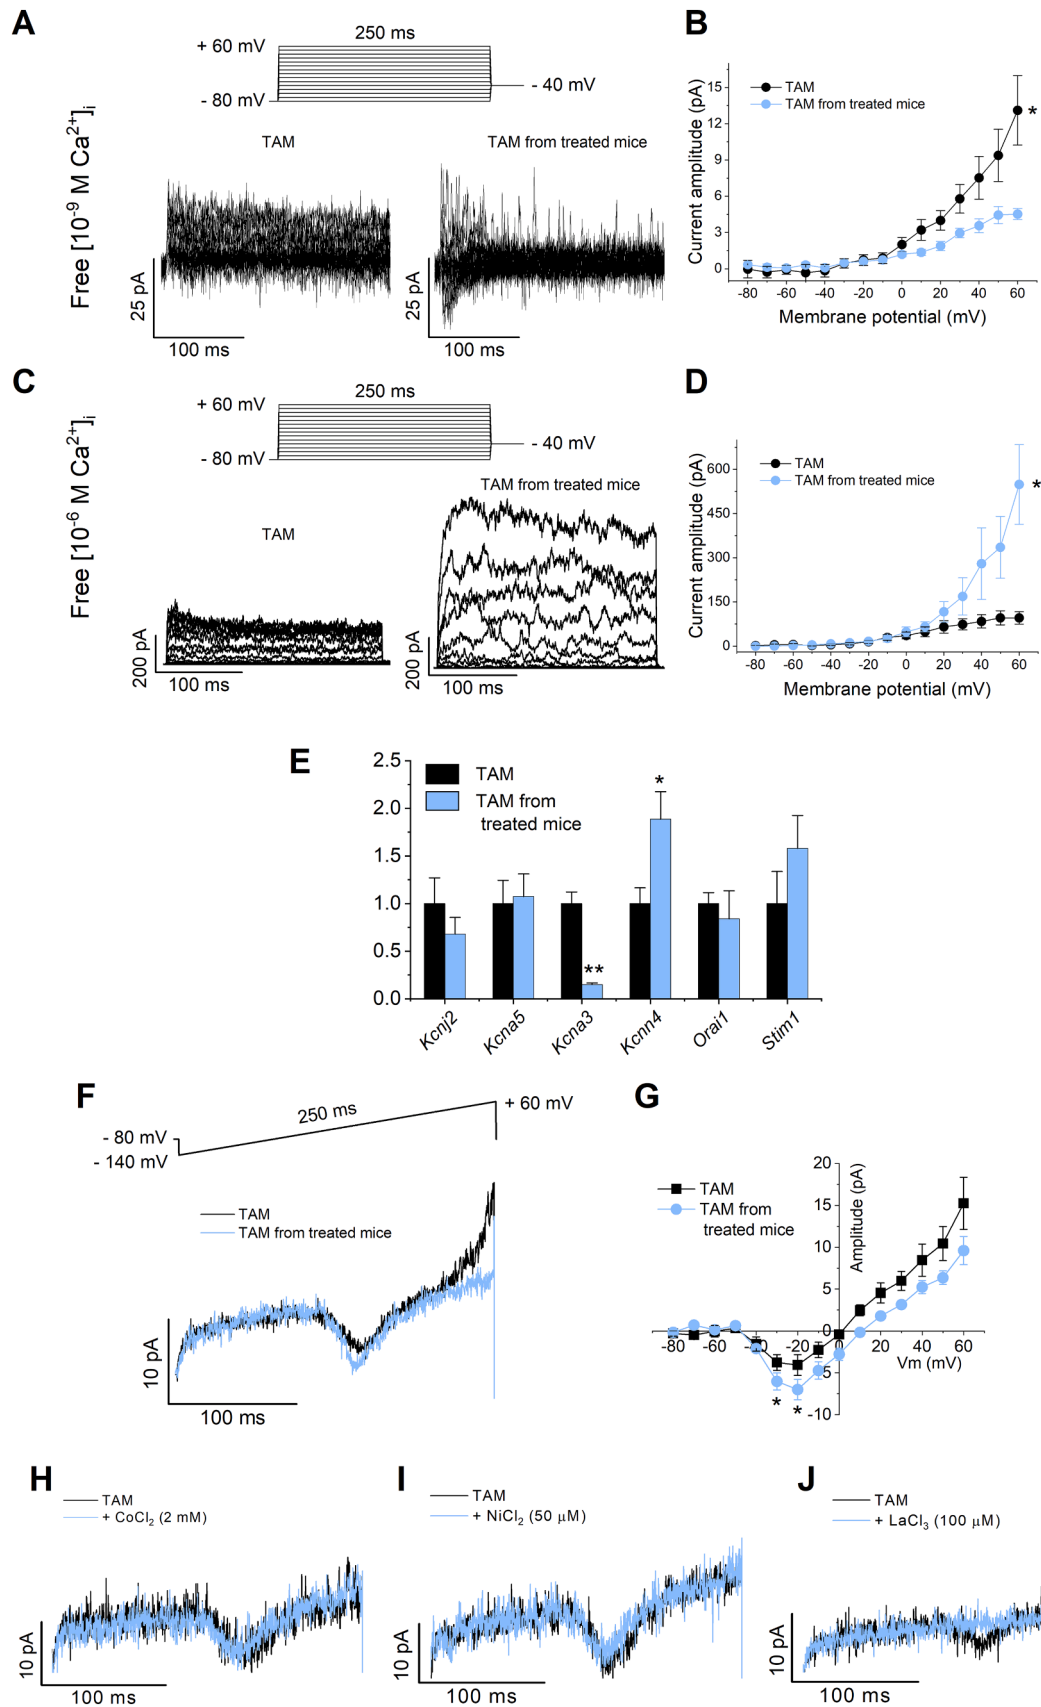 A
250 ms
+ 60 mV
- 80 mV
- 40 mV
Free [10-9 M Ca2+]i
TAM
TAM from treated mice
25 pA
100 ms
25 pA
100 ms
B
TAM
TAM from treated mice
*
Current amplitude (pA)
15
12
9
6
3
0
-80 -60 -40 -20 0 20 40 60
Membrane potential (mV)
C
250 ms
+ 60 mV
- 80 mV
- 40 mV
Free [10-6 M Ca2+]i
TAM
TAM from treated mice
200 pA
100 ms
200 pA
100 ms
D
TAM
TAM from treated mice
*
Current amplitude (pA)
600
450
300
150
0
-80 -60 -40 -20 0 20 40 60
Membrane potential (mV)
E
TAM
TAM from
treated mice
2.5
2.0
1.5
1.0
0.5
0.0
*
**
Kcnj2 Kcna5 Kcna3 Kcnn4 Orai1 Stim1
F
250 ms
+ 60 mV
- 80 mV
- 140 mV
TAM
TAM from treated mice
10 pA
100 ms
G
TAM
TAM from
treated mice
Amplitude (pA)
20
15
10
5
0
-5
-10
-80 -60 -40 -20 0 20 40 60
Vm (mV)
* *
H
TAM
+ CoCl2 (2 mM)
10 pA
100 ms
I
TAM
+ NiCl2 (50 μM)
10 pA
100 ms
J
TAM
+ LaCl3 (100 μM)
10 pA
100 ms